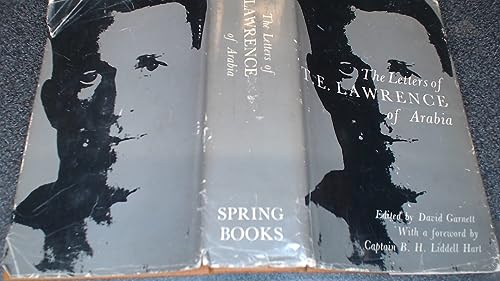 The Letters of
LAWRENCE
of Arabia
SPRING
BOOKS
The Letters of
T. E. LAWRENCE
of Arabia
Edited by David Garnett
With a foreword by
Captain B. H. Liddell Hart